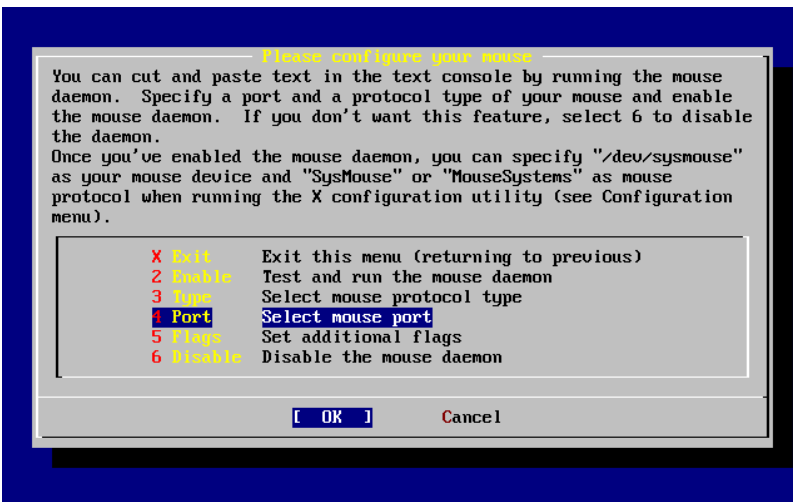 Please configure your mouse
You can cut and paste text in the text console by running the mouse
daemon.  Specify a port and a protocol type of your mouse and enable
the mouse daemon.  If you don't want this feature, select 6 to disable
the daemon.
Once you've enabled the mouse daemon, you can specify "/dev/sysmouse"
as your mouse device and "SysMouse" or "MouseSystems" as mouse
protocol when running the X configuration utility (see Configuration
menu).
X Exit Exit this menu (returning to previous)
2 Enable Test and run the mouse daemon
3 Type Select mouse protocol type
4 Port Select mouse port
5 Flags Set additional flags
6 Disable Disable the mouse daemon
[ OK ] Cancel